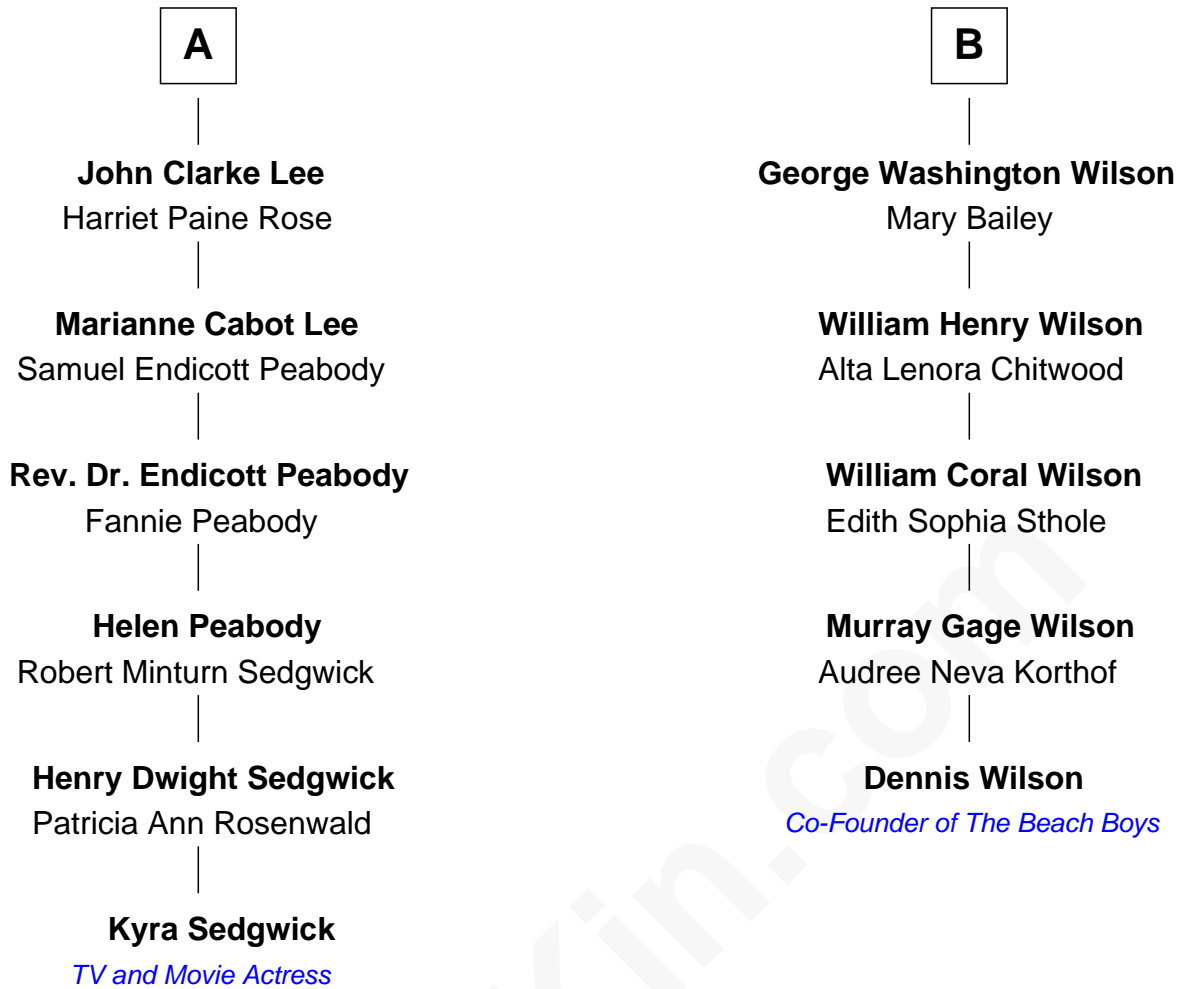 A
John Clarke Lee
Harriet Paine Rose
Marianne Cabot Lee
Samuel Endicott Peabody
Rev. Dr. Endicott Peabody
Fannie Peabody
Helen Peabody
Robert Minturn Sedgwick
Henry Dwight Sedgwick
Patricia Ann Rosenwald
Kyra Sedgwick
TV and Movie Actress
B
George Washington Wilson
Mary Bailey
William Henry Wilson
Alta Lenora Chitwood
William Coral Wilson
Edith Sophia Sthole
Murray Gage Wilson
Audree Neva Korthof
Dennis Wilson
Co-Founder of The Beach Boys
Kin.com